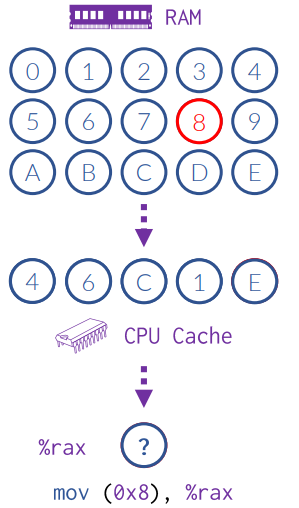 RAM
0 1 2 3 4
5 6 7 8 9
A B C D E
4 6 C 1 E
CPU Cache
%rax ?
mov (0x8), %rax